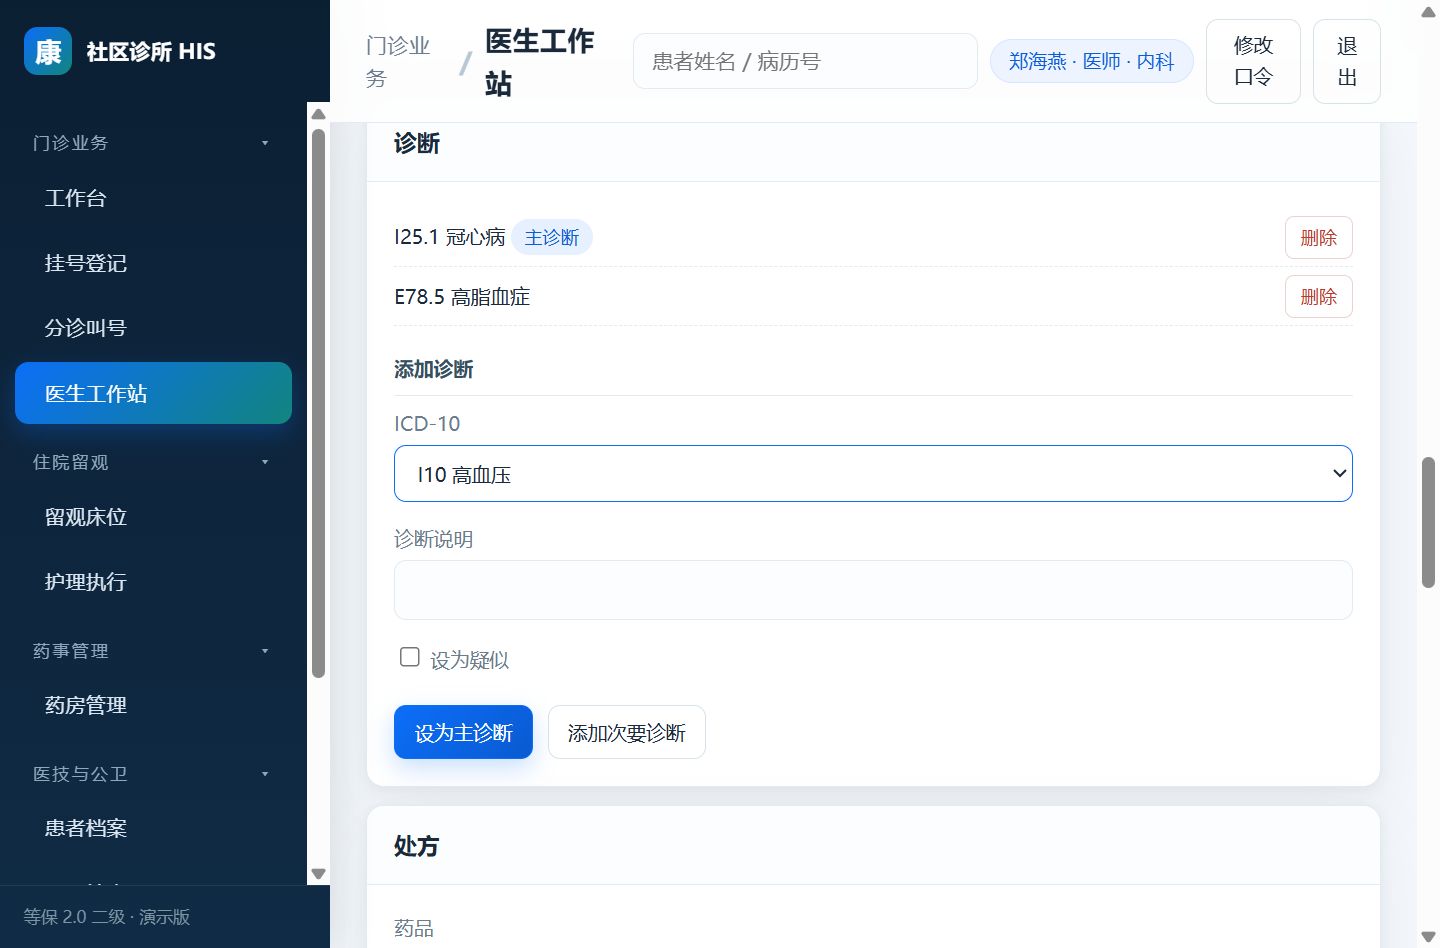 康
社区诊所 HIS
门诊业务
工作台
挂号登记
分诊叫号
医生工作站
住院留观
留观床位
护理执行
药事管理
药房管理
医技与公卫
患者档案
等保 2.0 二级 · 演示版
门诊业
务
/
医生工作
站
患者姓名 / 病历号
郑海燕 · 医师 · 内科
修改
口令
退
出
诊断
I25.1 冠心病 主诊断
删除
E78.5 高脂血症
删除
添加诊断
ICD-10
I10 高血压
诊断说明
设为疑似
设为主诊断
添加次要诊断
处方
药品